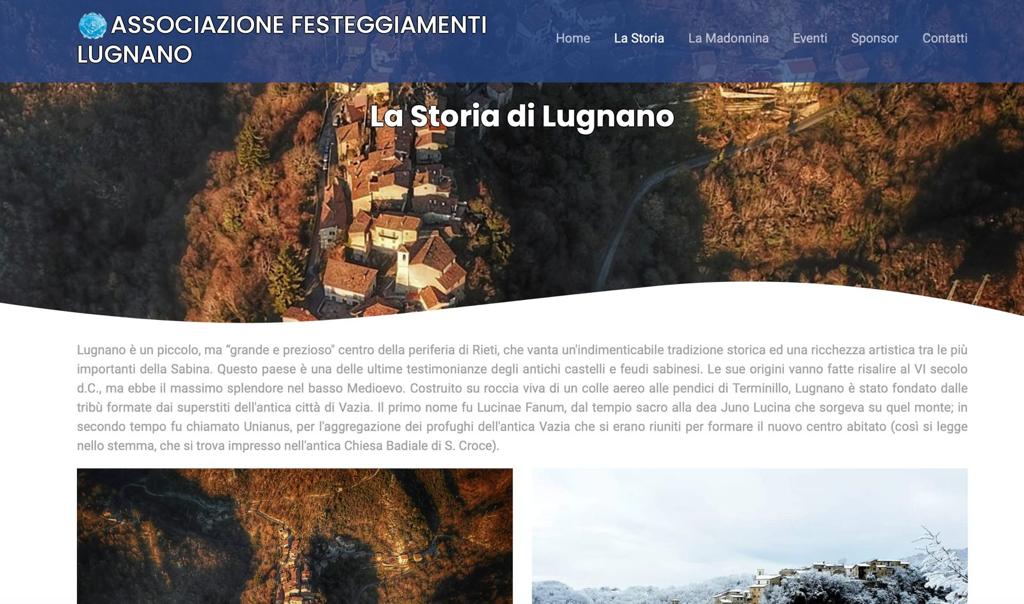 ASSOCIAZIONE FESTEGGIAMENTI
LUGNANO
Home La Storia La Madonnina Eventi Sponsor Contatti
La Storia di Lugnano
Lugnano è un piccolo, ma “grande e prezioso" centro della periferia di Rieti, che vanta un'indimenticabile tradizione storica ed una ricchezza artistica tra le più
importanti della Sabina. Questo paese è una delle ultime testimonianze degli antichi castelli e feudi sabinesi. Le sue origini vanno fatte risalire al VI secolo
d.C., ma ebbe il massimo splendore nel basso Medioevo. Costruito su roccia viva di un colle aereo alle pendici di Terminillo, Lugnano è stato fondato dalle
tribù formate dai superstiti dell'antica città di Vazia. Il primo nome fu Lucinae Fanum, dal tempio sacro alla dea Juno Lucina che sorgeva su quel monte; in
secondo tempo fu chiamato Unianus, per l'aggregazione dei profughi dell'antica Vazia che si erano riuniti per formare il nuovo centro abitato (così si legge
nello stemma, che si trova impresso nell'antica Chiesa Badiale di S. Croce).